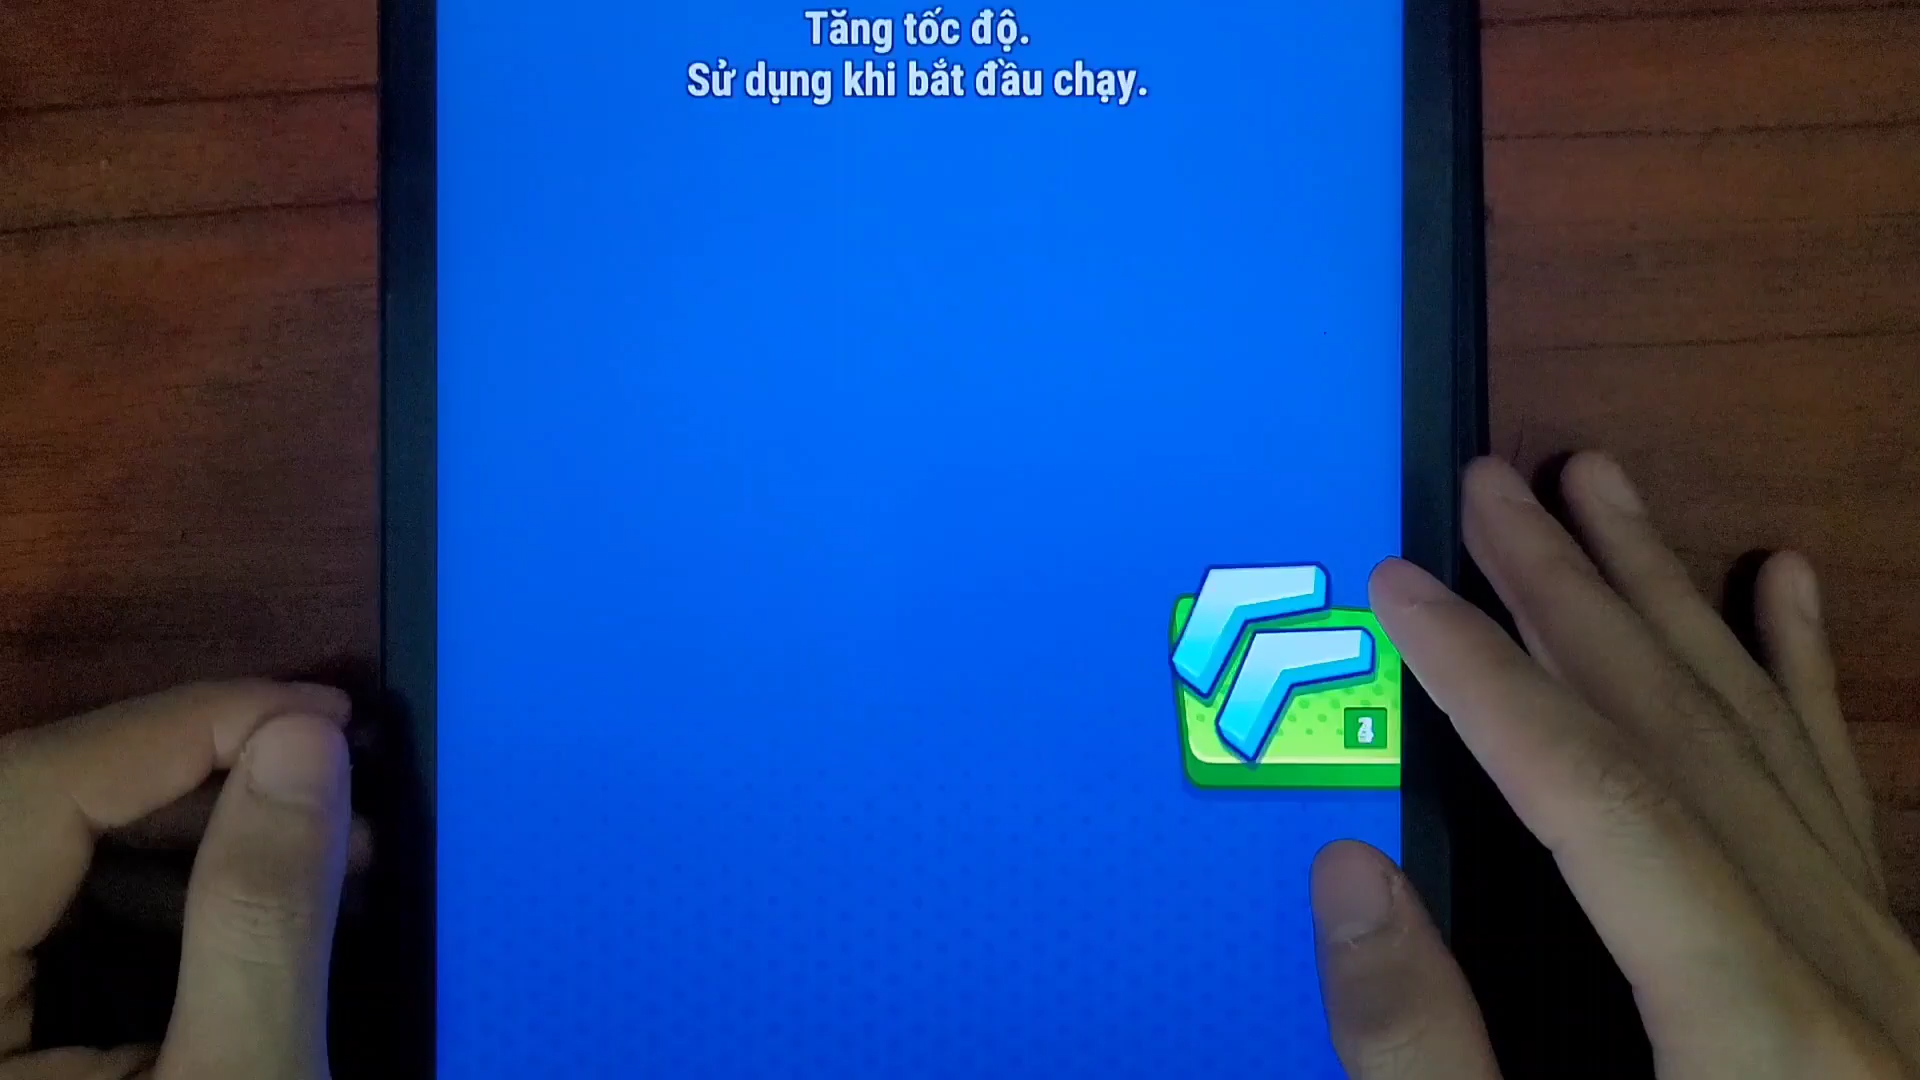 Tăng tốc độ.
Sử dụng khi bắt đầu chạy.